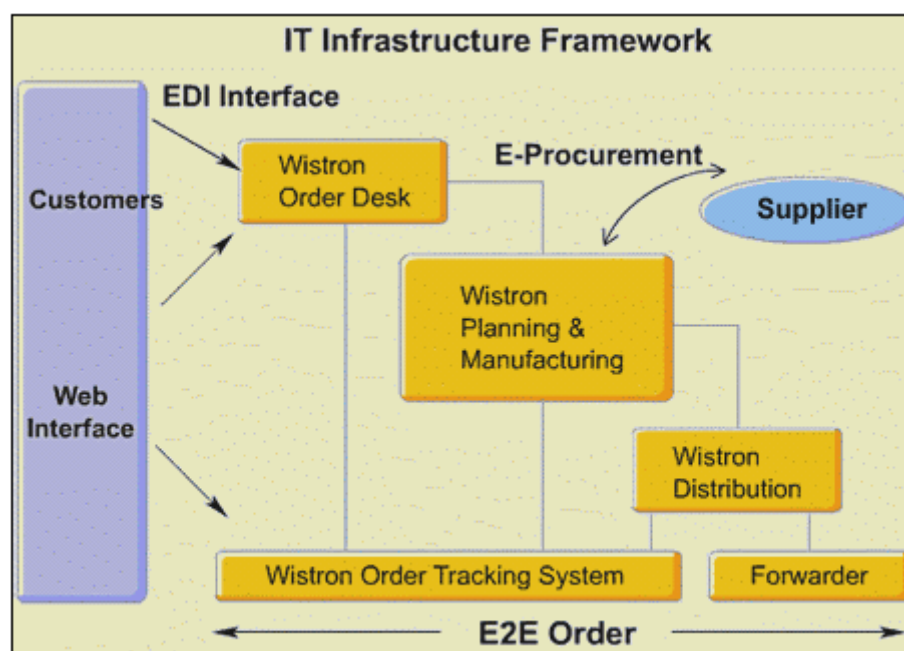 IT Infrastructure Framework
EDI Interface
Customers
Web
Interface
Wistron
Order Desk
E-Procurement
Supplier
Wistron
Planning &
Manufacturing
Wistron
Distribution
Wistron Order Tracking System
Forwarder
E2E Order